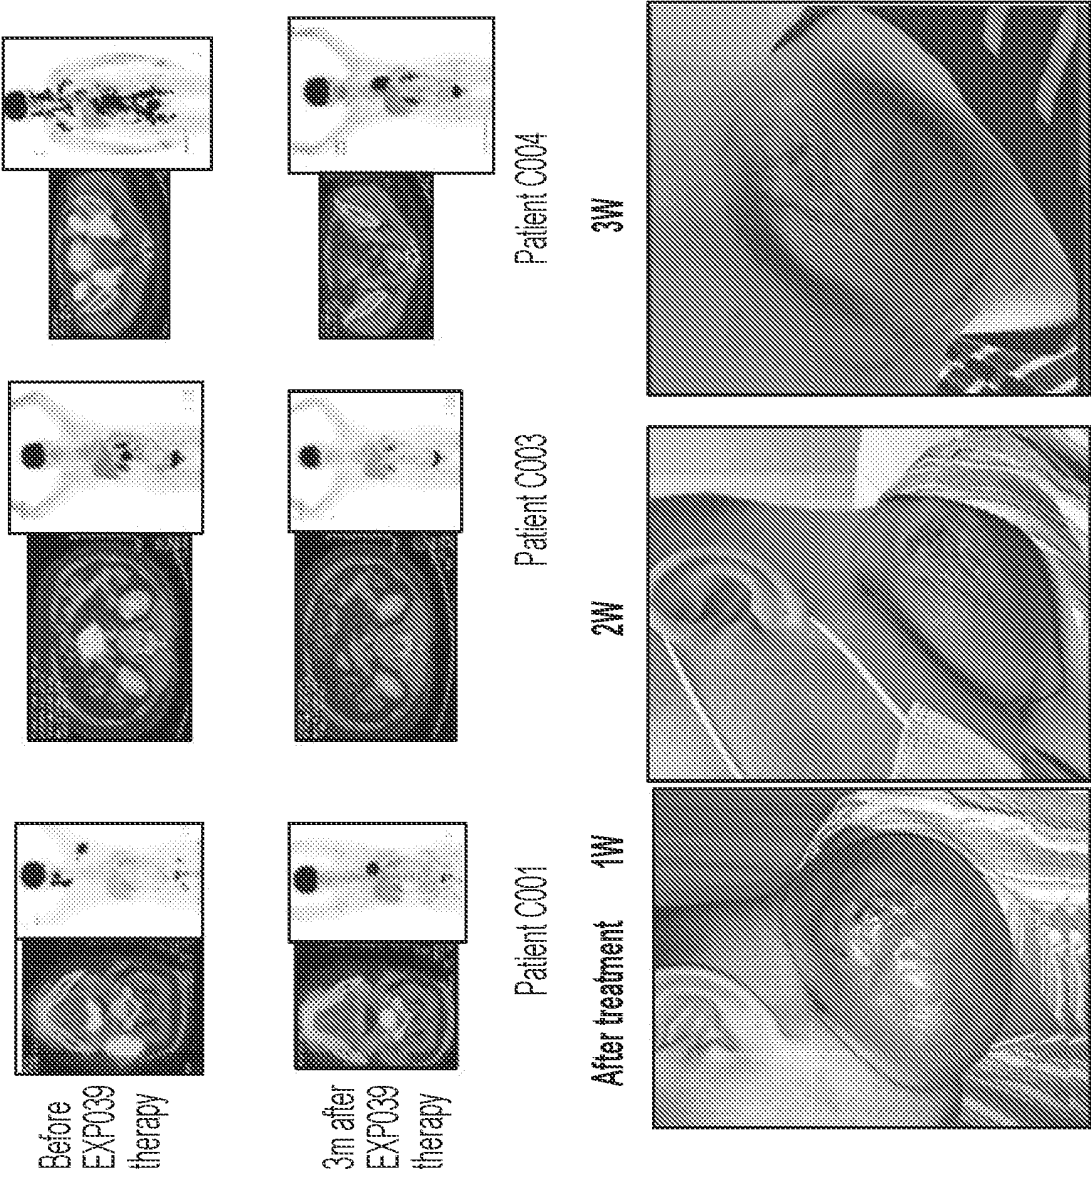 Before
EXP039
therapy
3m after
EXP039
therapy
Patient C001
Patient C003
Patient C004
After treatment 1W
2W
3W